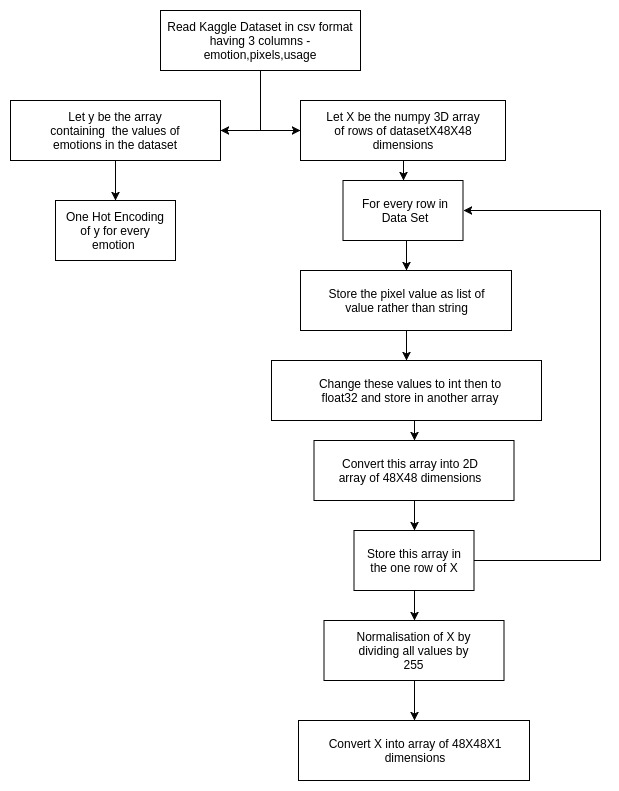 Read Kaggle Dataset in csv format
having 3 columns -
emotion,pixels,usage
Let y be the array
containing the values of
emotions in the dataset
Let X be the numpy 3D array
of rows of datasetX48X48
dimensions
One Hot Encoding
of y for every
emotion
For every row in
Data Set
Store the pixel value as list of
value rather than string
Change these values to int then to
float32 and store in another array
Convert this array into 2D
array of 48X48 dimensions
Store this array in
the one row of X
Normalisation of X by
dividing all values by
255
Convert X into array of 48X48X1
dimensions